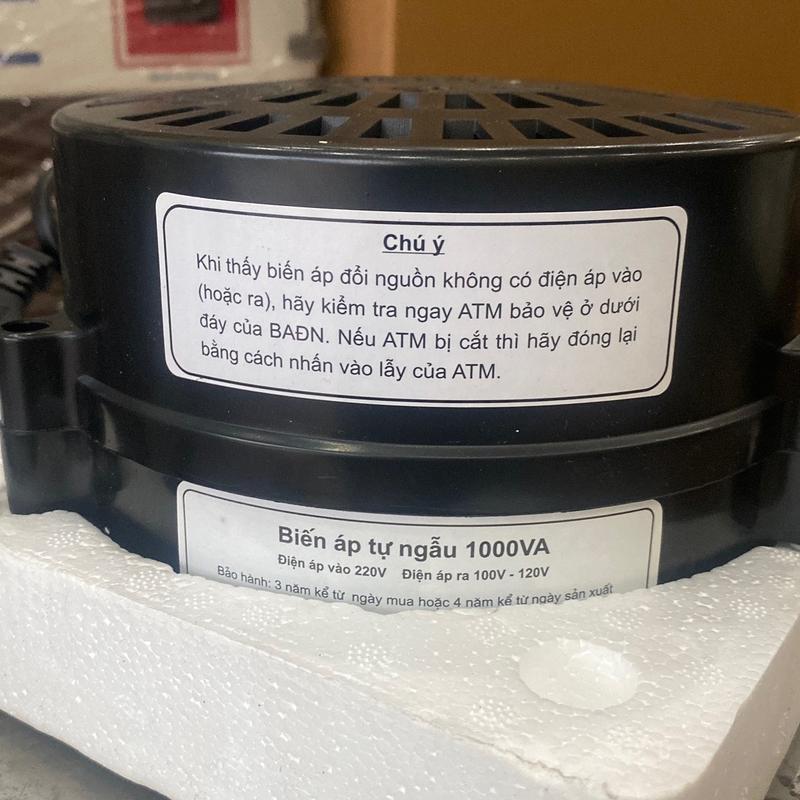 Chú ý
Khi thấy biến áp đổi nguồn không có điện áp vào
(hoặc ra), hãy kiểm tra ngay ATM bảo vệ ở dưới
đáy của BAĐN. Nếu ATM bị cắt thì hãy đóng lại
bằng cách nhấn vào lẫy của ATM.
Biến áp tự ngẫu 1000VA
Điện áp vào 220V Điện áp ra 100V - 120V
Bảo hành: 3 năm kể từ ngày mua hoặc 4 năm kể từ ngày sản xuất